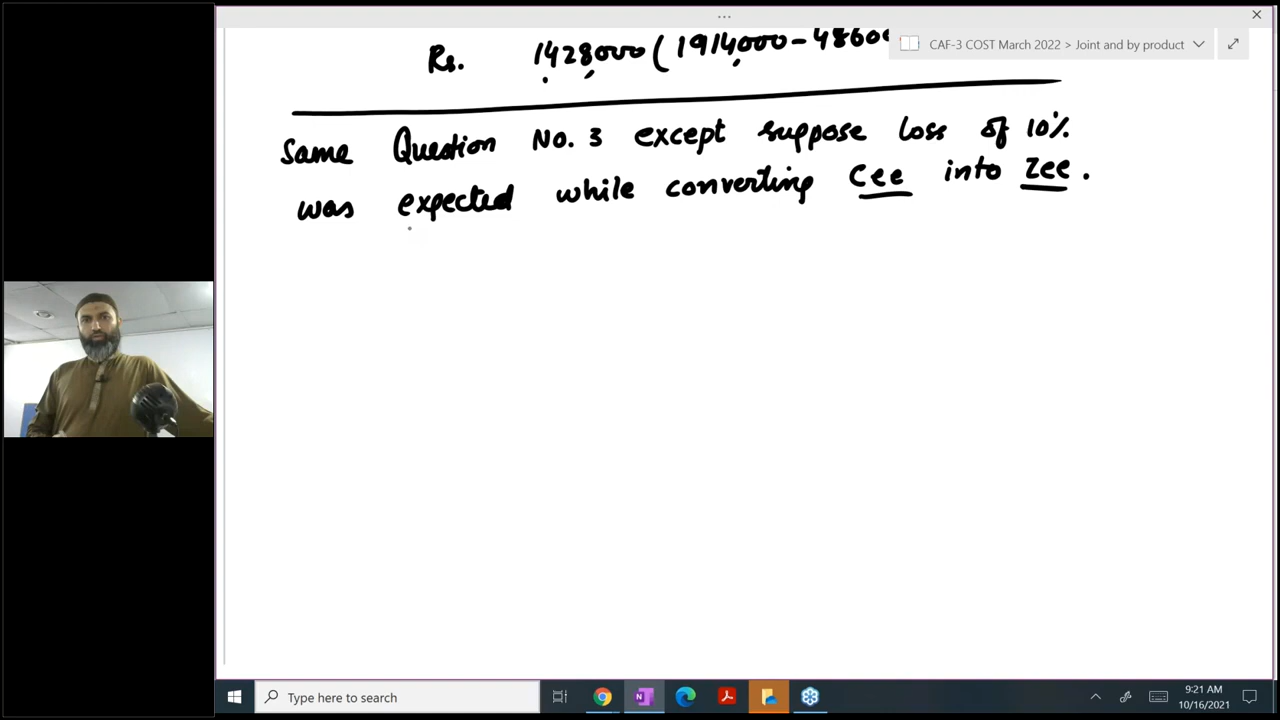 Rs. 1428000 (1914000 - 48600
CAF-3 COST March 2022 > Joint and by product
Same Question No. 3 except suppose loss of 10%
was expected while converting Cee into Zee.
Type here to search
9:21 AM
10/16/2021